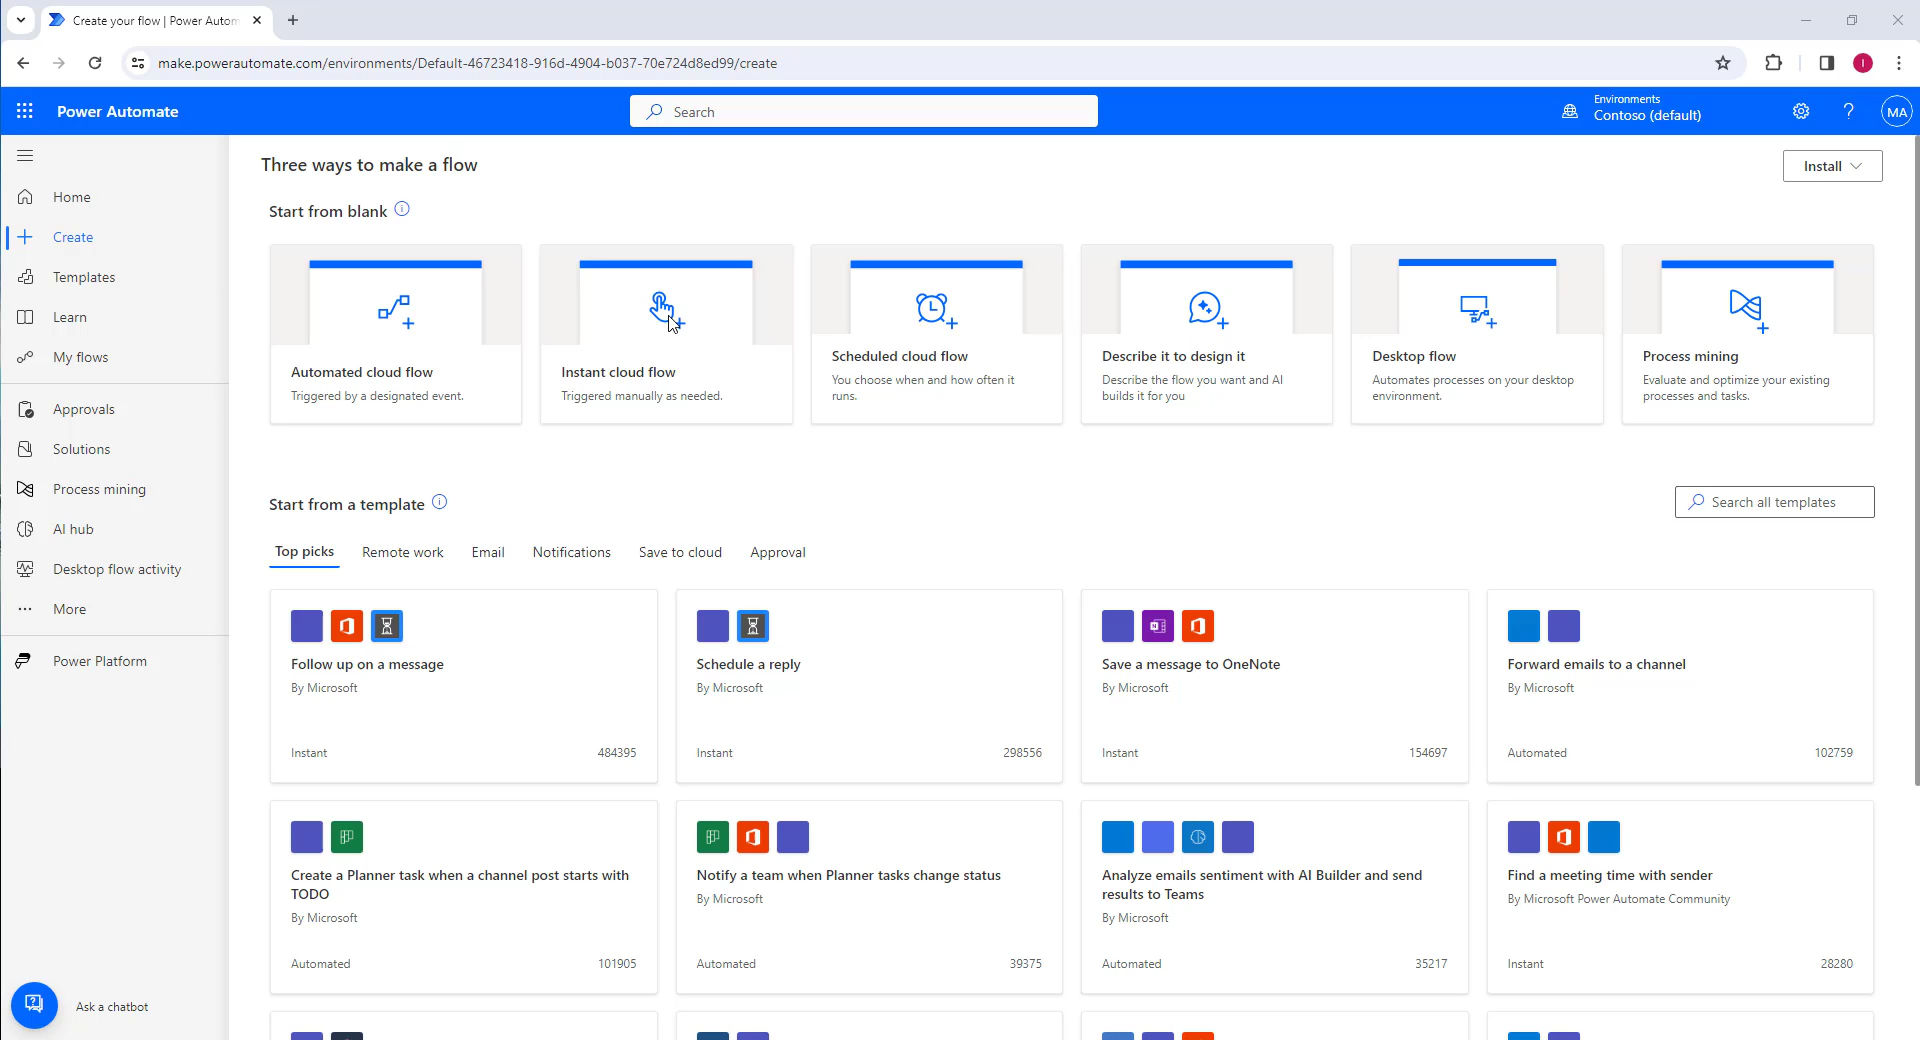 Create your flow | Power Autom
make.powerautomate.com/environments/Default-46723418-916d-4904-b037-70e724d8ed99/create
I
Power Automate
Search
Environments
Contoso (default)
?
MA
Home
Create
Templates
Learn
My flows
Approvals
Solutions
Process mining
AI hub
Desktop flow activity
More
Power Platform
Ask a chatbot
Three ways to make a flow
Install
Start from blank
Automated cloud flow
Triggered by a designated event.
Instant cloud flow
Triggered manually as needed.
Scheduled cloud flow
You choose when and how often it
runs.
Describe it to design it
Describe the flow you want and AI
builds it for you
Desktop flow
Automates processes on your desktop
environment.
Process mining
Evaluate and optimize your existing
processes and tasks.
Start from a template
Search all templates
Top picks
Remote work
Email
Notifications
Save to cloud
Approval
Follow up on a message
By Microsoft
Instant
484395
Schedule a reply
By Microsoft
Instant
298556
Save a message to OneNote
By Microsoft
Instant
154697
Forward emails to a channel
By Microsoft
Automated
102759
Create a Planner task when a channel post starts with
TODO
By Microsoft
Automated
101905
Notify a team when Planner tasks change status
By Microsoft
Automated
39375
Analyze emails sentiment with AI Builder and send
results to Teams
By Microsoft
Automated
35217
Find a meeting time with sender
By Microsoft Power Automate Community
Instant
28280